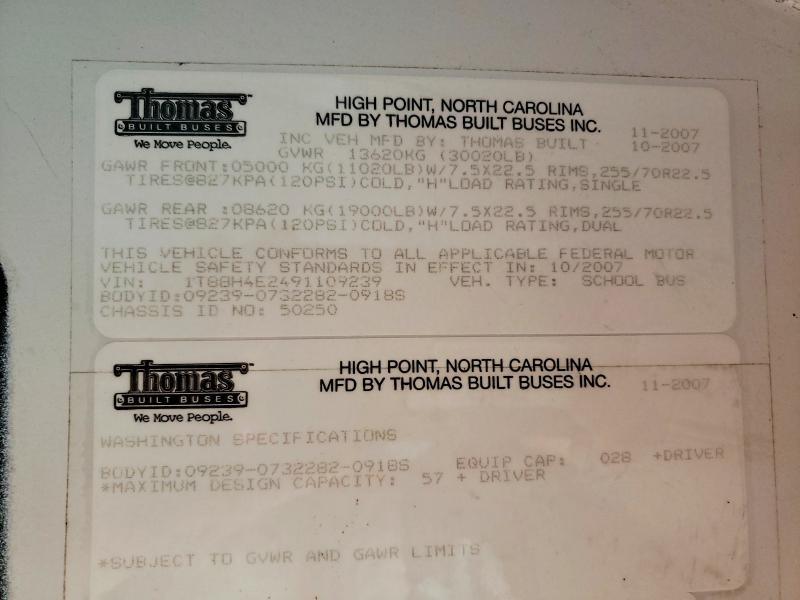 Thomas™
BUILT BUSES
We Move People.
HIGH POINT, NORTH CAROLINA
MFD BY THOMAS BUILT BUSES INC. 11-2007
INC VEH MFD BY: THOMAS BUILT 10-2007
GVWR 13620KG (30020LB)
GAWR FRONT:05000 KG(11020LB)W/7.5X22.5 RIMS,255/70R22.5
TIRES@827KPA(120PSI)COLD,"H"LOAD RATING,SINGLE
GAWR REAR :08620 KG(19000LB)W/7.5X22.5 RIMS,255/70R22.5
TIRES@827KPA(120PSI)COLD,"H"LOAD RATING,DUAL
THIS VEHICLE CONFORMS TO ALL APPLICABLE FEDERAL MOTOR
VEHICLE SAFETY STANDARDS IN EFFECT IN: 10/2007
VIN: 1T88H4E2491109239 VEH. TYPE: SCHOOL BUS
BODYID:09239-0732282-0918S
CHASSIS ID NO: 50250
Thomas™
BUILT BUSES
We Move People.
HIGH POINT, NORTH CAROLINA
MFD BY THOMAS BUILT BUSES INC. 11-2007
WASHINGTON SPECIFICATIONS
BODYID:09239-0732282-0918S EQUIP CAP: 028 +DRIVER
*MAXIMUM DESIGN CAPACITY: 57 + DRIVER
*SUBJECT TO GVWR AND GAWR LIMITS